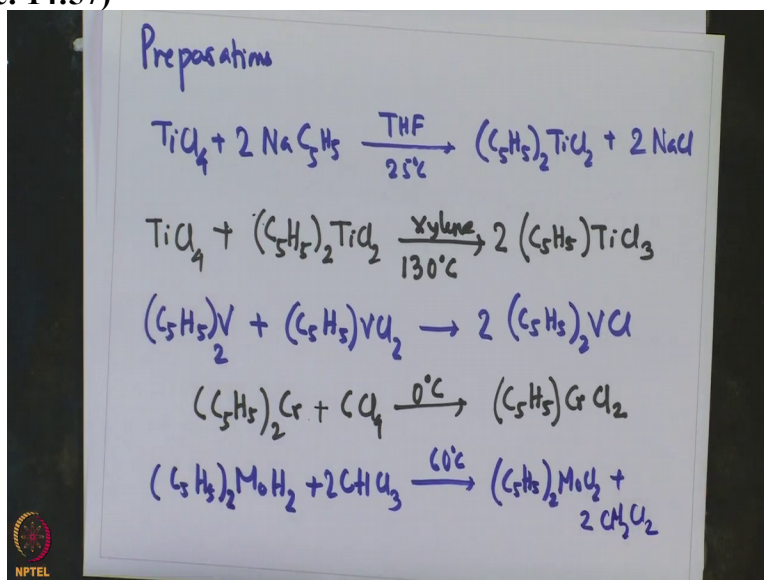 Preparations
TiCl₄ + 2 NaC₅H₅ THF 25°C → (C₅H₅)₂TiCl₂ + 2 NaCl
TiCl₄ + (C₅H₅)₂TiCl₂ xylene, 130°C → 2 (C₅H₅)TiCl₃
(C₅H₅)₂V + (C₅H₅)VCl₂ → 2 (C₅H₅)₂VCl
(C₅H₅)₂Cr + CCl₄ 0°C → (C₅H₅)CrCl₂
(C₅H₅)₂MoH₂ + 2CHCl₃ 60°C → (C₅H₅)₂MoCl₂ +
2 CH₂Cl₂
NPTEL